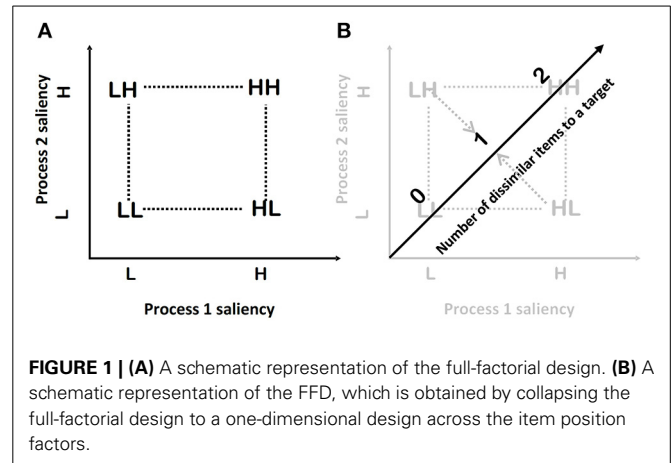 A
Process 2 saliency
H
L
LH
HH
LL
HL
L
H
Process 1 saliency
B
Process 2 saliency
H
L
LH
HH
LL
HL
0
1
2
Number of dissimilar items to a target
L
H
Process 1 saliency
FIGURE 1 | (A) A schematic representation of the full-factorial design. (B) A
schematic representation of the FFD, which is obtained by collapsing the
full-factorial design to a one-dimensional design across the item position
factors.